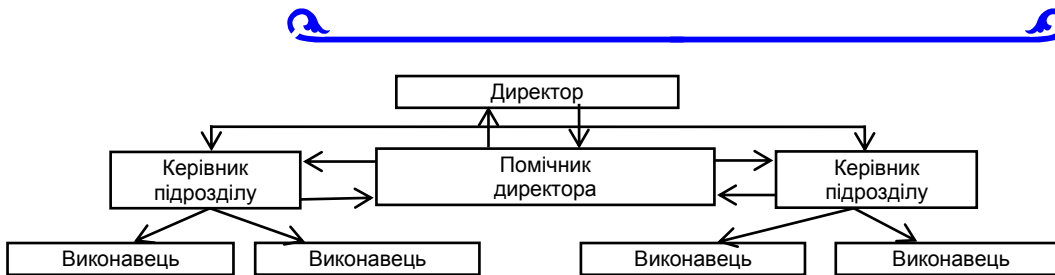 Директор
Керівник
підрозділу
Помічник
директора
Керівник
підрозділу
Виконавець
Виконавець
Виконавець
Виконавець